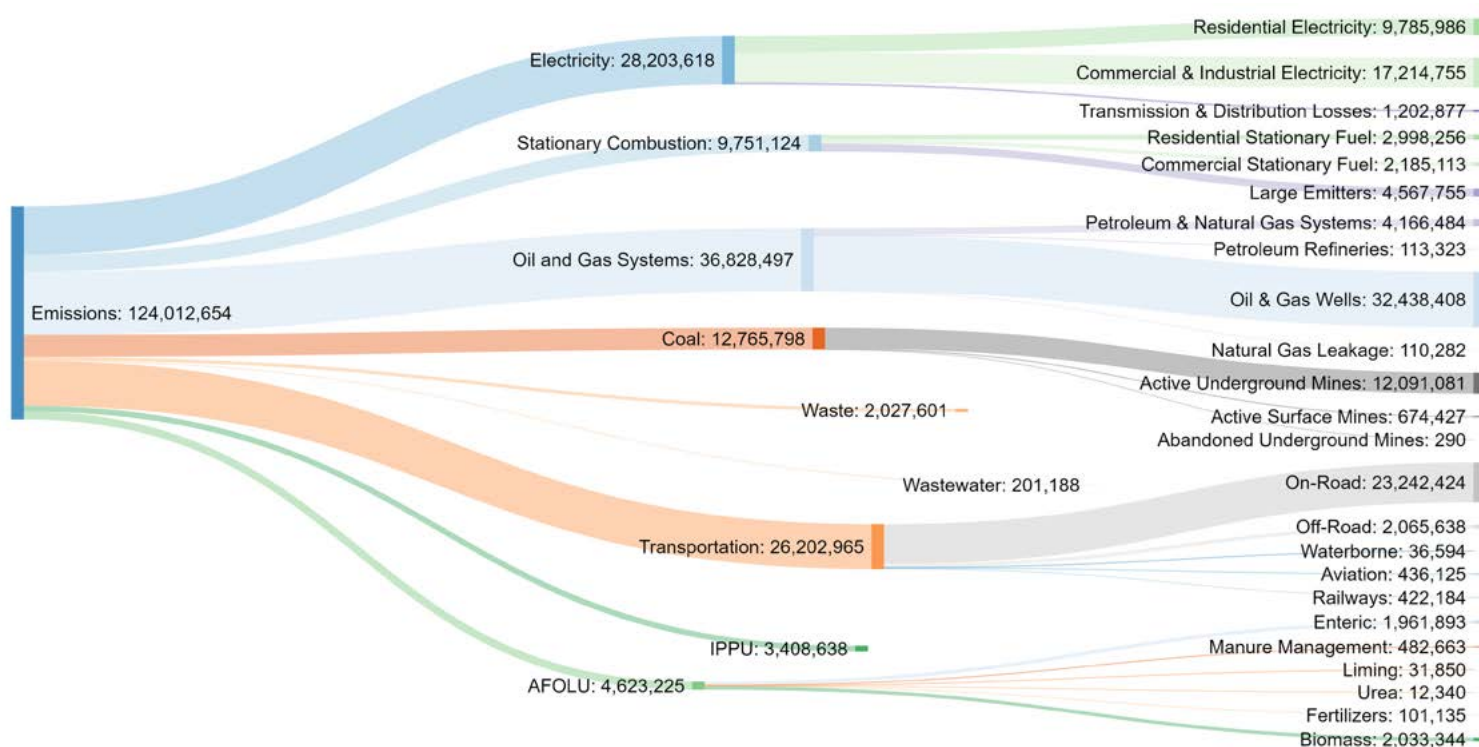 Emissions: 124,012,654
Electricity: 28,203,618
Stationary Combustion: 9,751,124
Oil and Gas Systems: 36,828,497
Coal: 12,765,798
Waste: 2,027,601
Wastewater: 201,188
Transportation: 26,202,965
IPPU: 3,408,638
AFOLU: 4,623,225
Residential Electricity: 9,785,986
Commercial & Industrial Electricity: 17,214,755
Transmission & Distribution Losses: 1,202,877
Residential Stationary Fuel: 2,998,256
Commercial Stationary Fuel: 2,185,113
Large Emitters: 4,567,755
Petroleum & Natural Gas Systems: 4,166,484
Petroleum Refineries: 113,323
Oil & Gas Wells: 32,438,408
Natural Gas Leakage: 110,282
Active Underground Mines: 12,091,081
Active Surface Mines: 674,427
Abandoned Underground Mines: 290
On-Road: 23,242,424
Off-Road: 2,065,638
Waterborne: 36,594
Aviation: 436,125
Railways: 422,184
Enteric: 1,961,893
Manure Management: 482,663
Liming: 31,850
Urea: 12,340
Fertilizers: 101,135
Biomass: 2,033,344